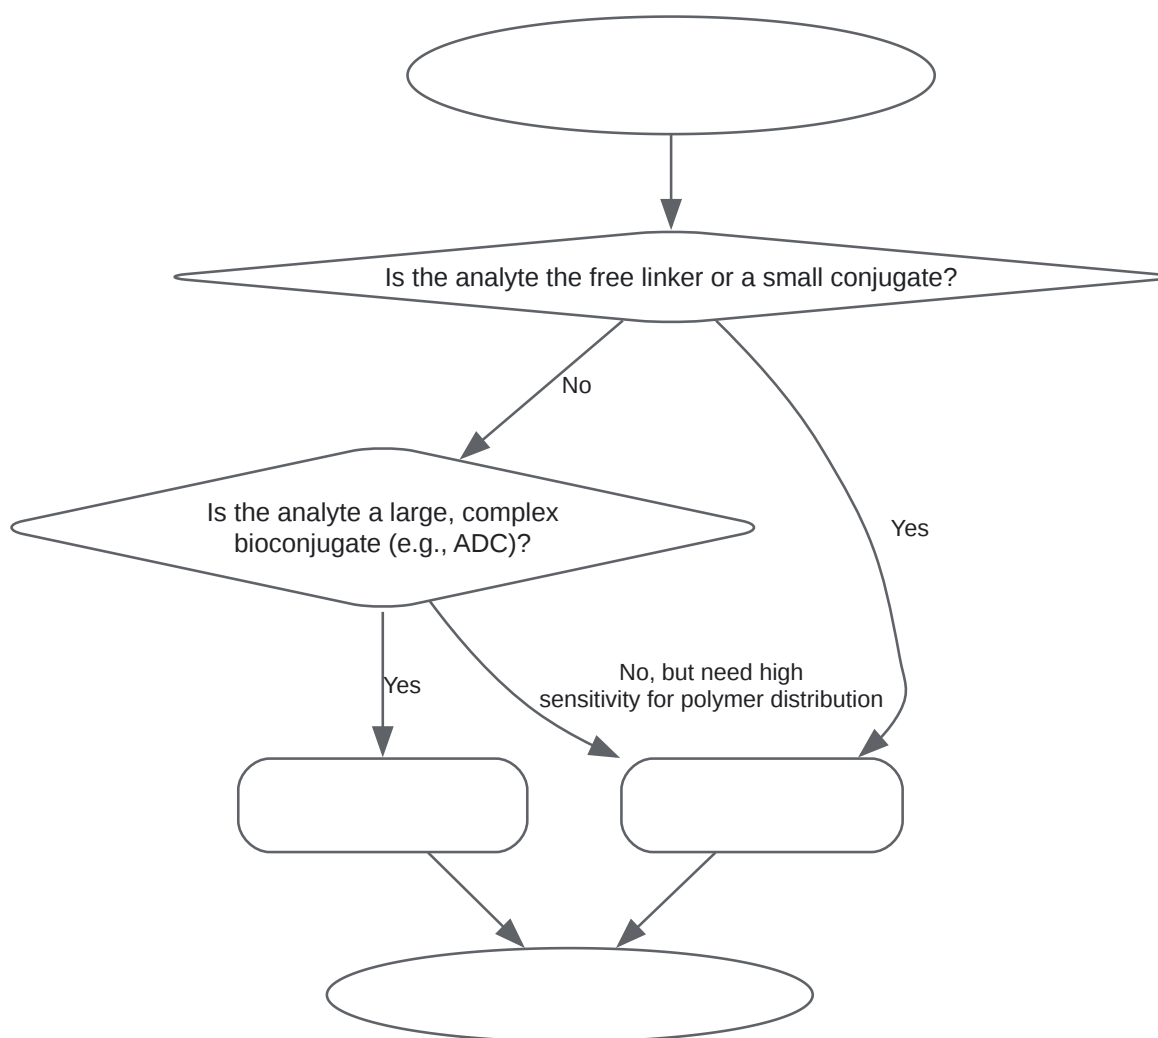 Is the analyte the free linker or a small conjugate?
No
Is the analyte a large, complex
bioconjugate (e.g., ADC)?
Yes
No, but need high
sensitivity for polymer distribution
Yes